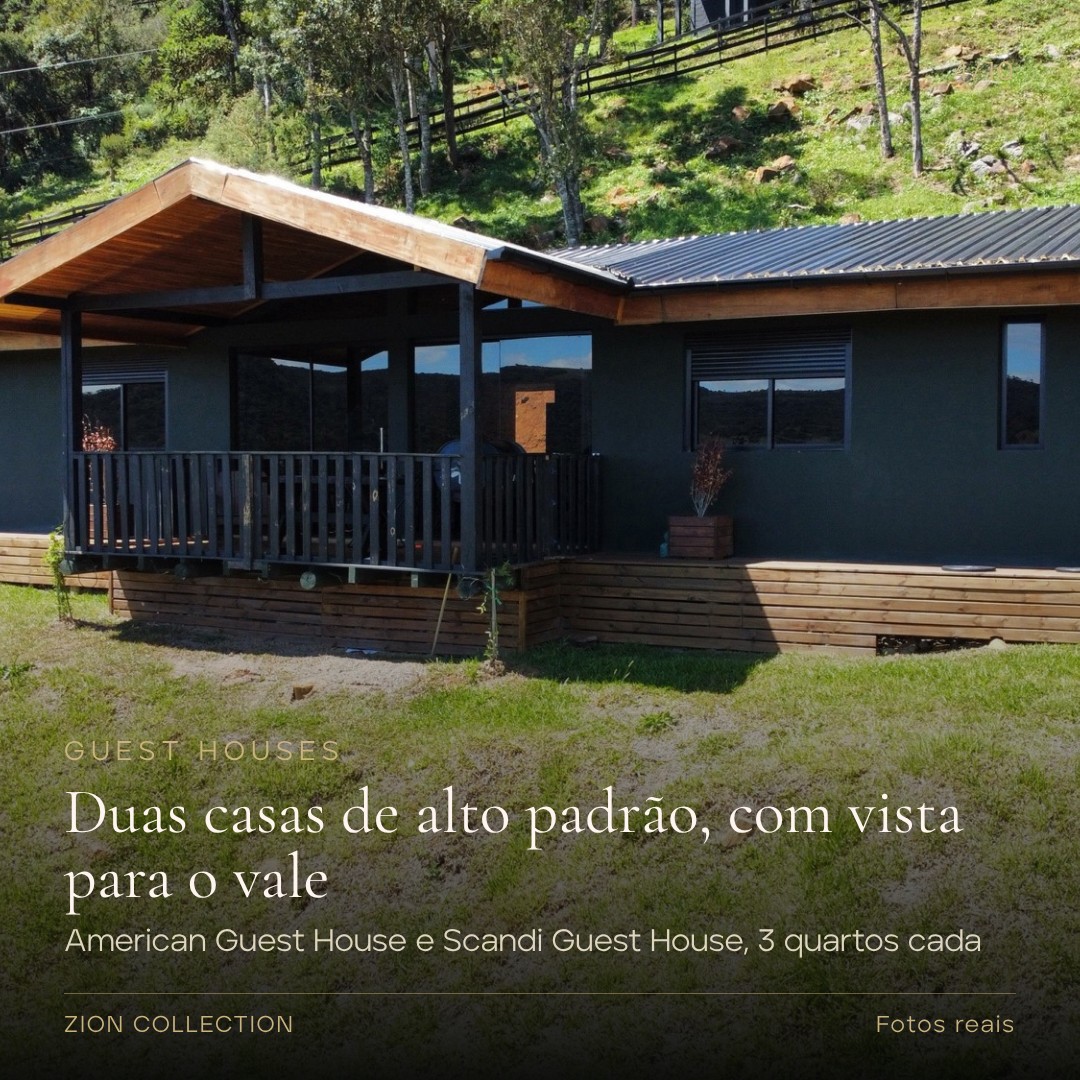 GUEST HOUSES
Duas casas de alto padrão, com vista
para o vale
American Guest House e Scandi Guest House, 3 quartos cada
ZION COLLECTION
Fotos reais